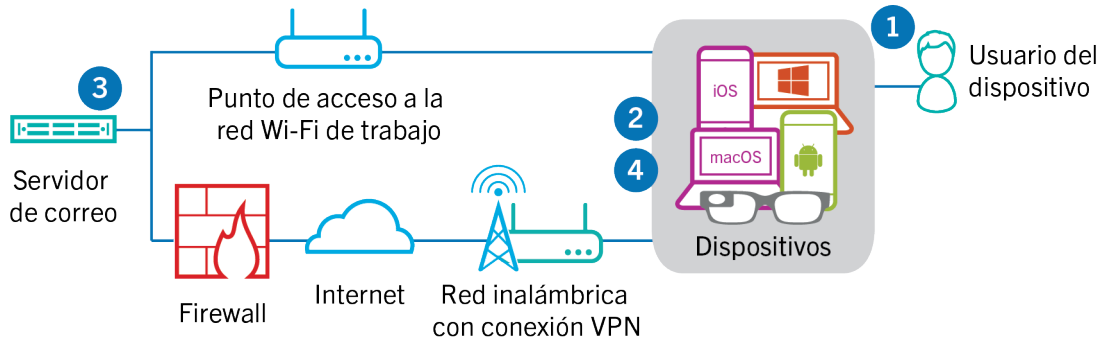 1
Usuario del
dispositivo
3
Punto de acceso a la
red Wi-Fi de trabajo
iOS
2
macOS
4
Servidor
de correo
Dispositivos
Firewall
Internet
Red inalámbrica
con conexión VPN